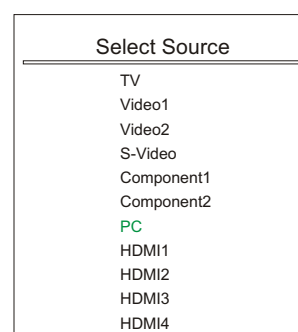 Select Source
TV
Video1
Video2
S-Video
Component1
Component2
PC
HDMI1
HDMI2
HDMI3
HDMI4